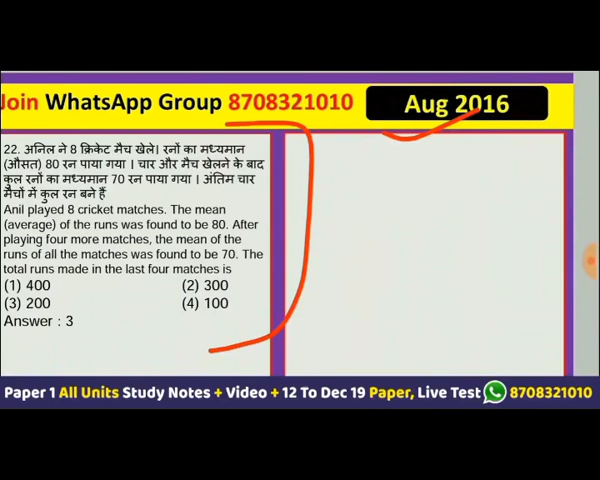 Join WhatsApp Group 8708321010
Aug 2016
22. अनिल ने 8 क्रिकेट मैच खेले। रनों का मध्यमान
(औसत) 80 रन पाया गया । चार और मैच खेलने के बाद
कुल रनों का मध्यमान 70 रन पाया गया । अंतिम चार
मैचों में कुल रन बने हैं
Anil played 8 cricket matches. The mean
(average) of the runs was found to be 80. After
playing four more matches, the mean of the
runs of all the matches was found to be 70. The
total runs made in the last four matches is
(1) 400 (2) 300
(3) 200 (4) 100
Answer : 3
Paper 1 All Units Study Notes + Video + 12 To Dec 19 Paper, Live Test 8708321010